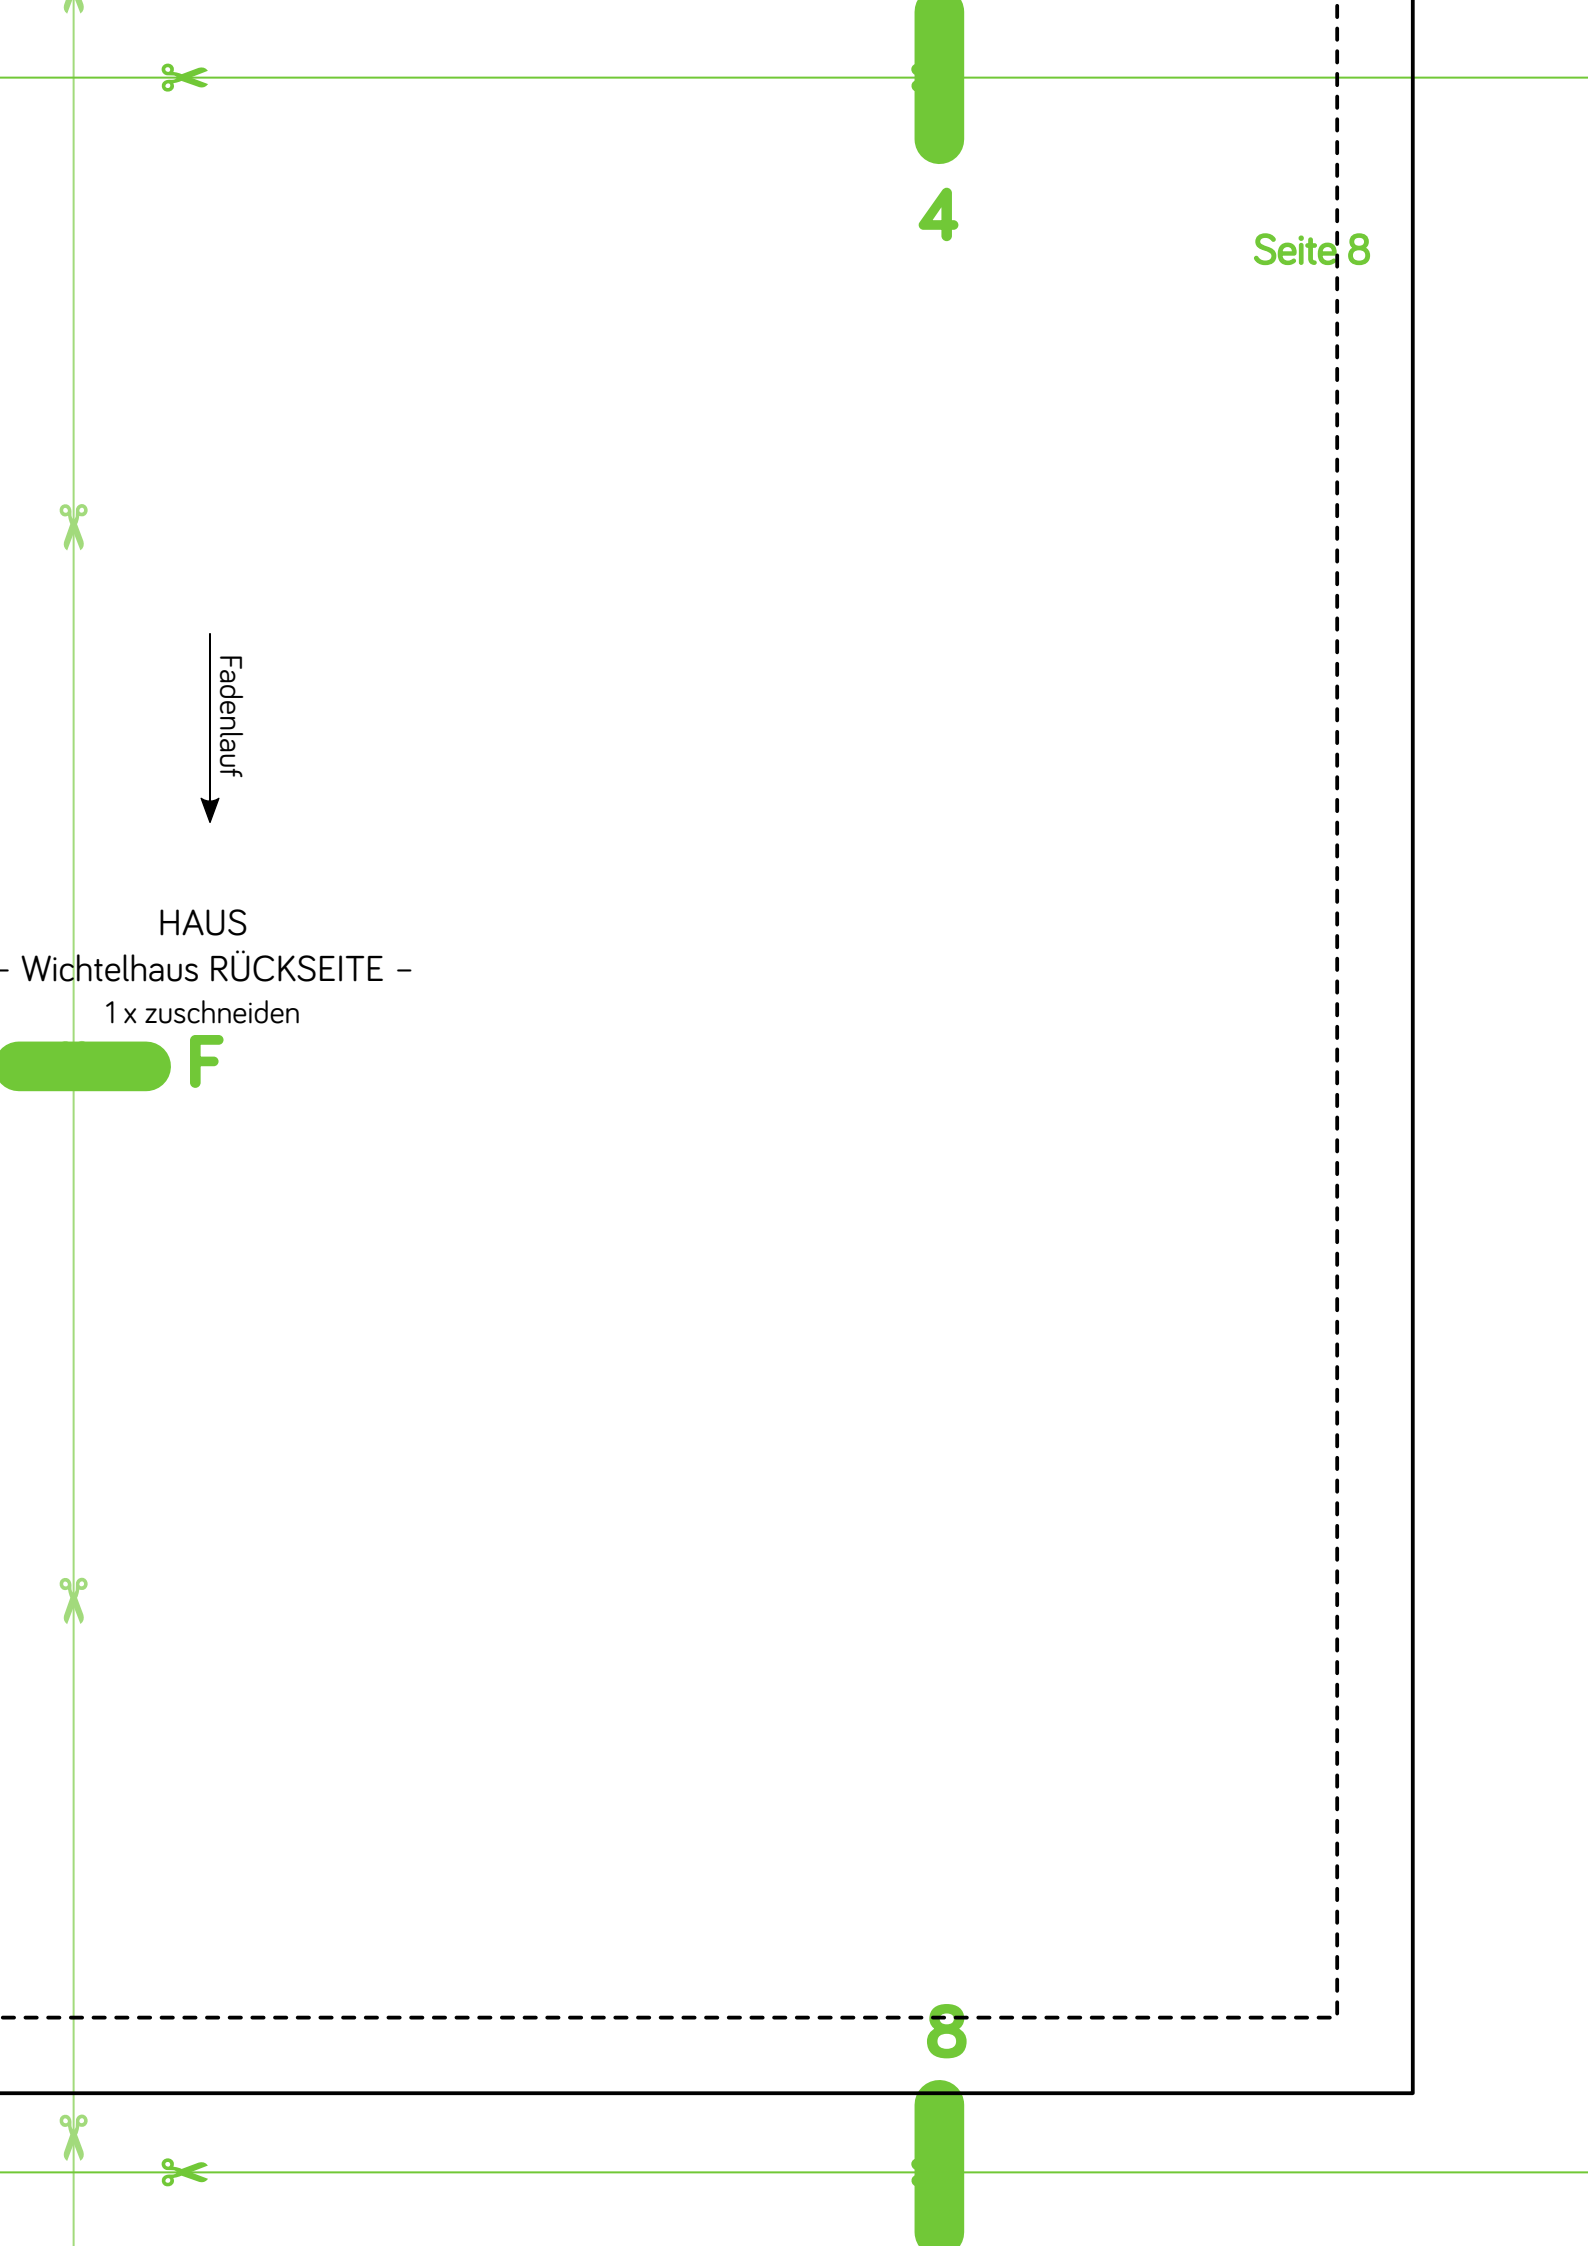 4
Seite 8
Fadenlauf
HAUS
- Wichtelhaus RÜCKSEITE -
1 x zuschneiden
F
8